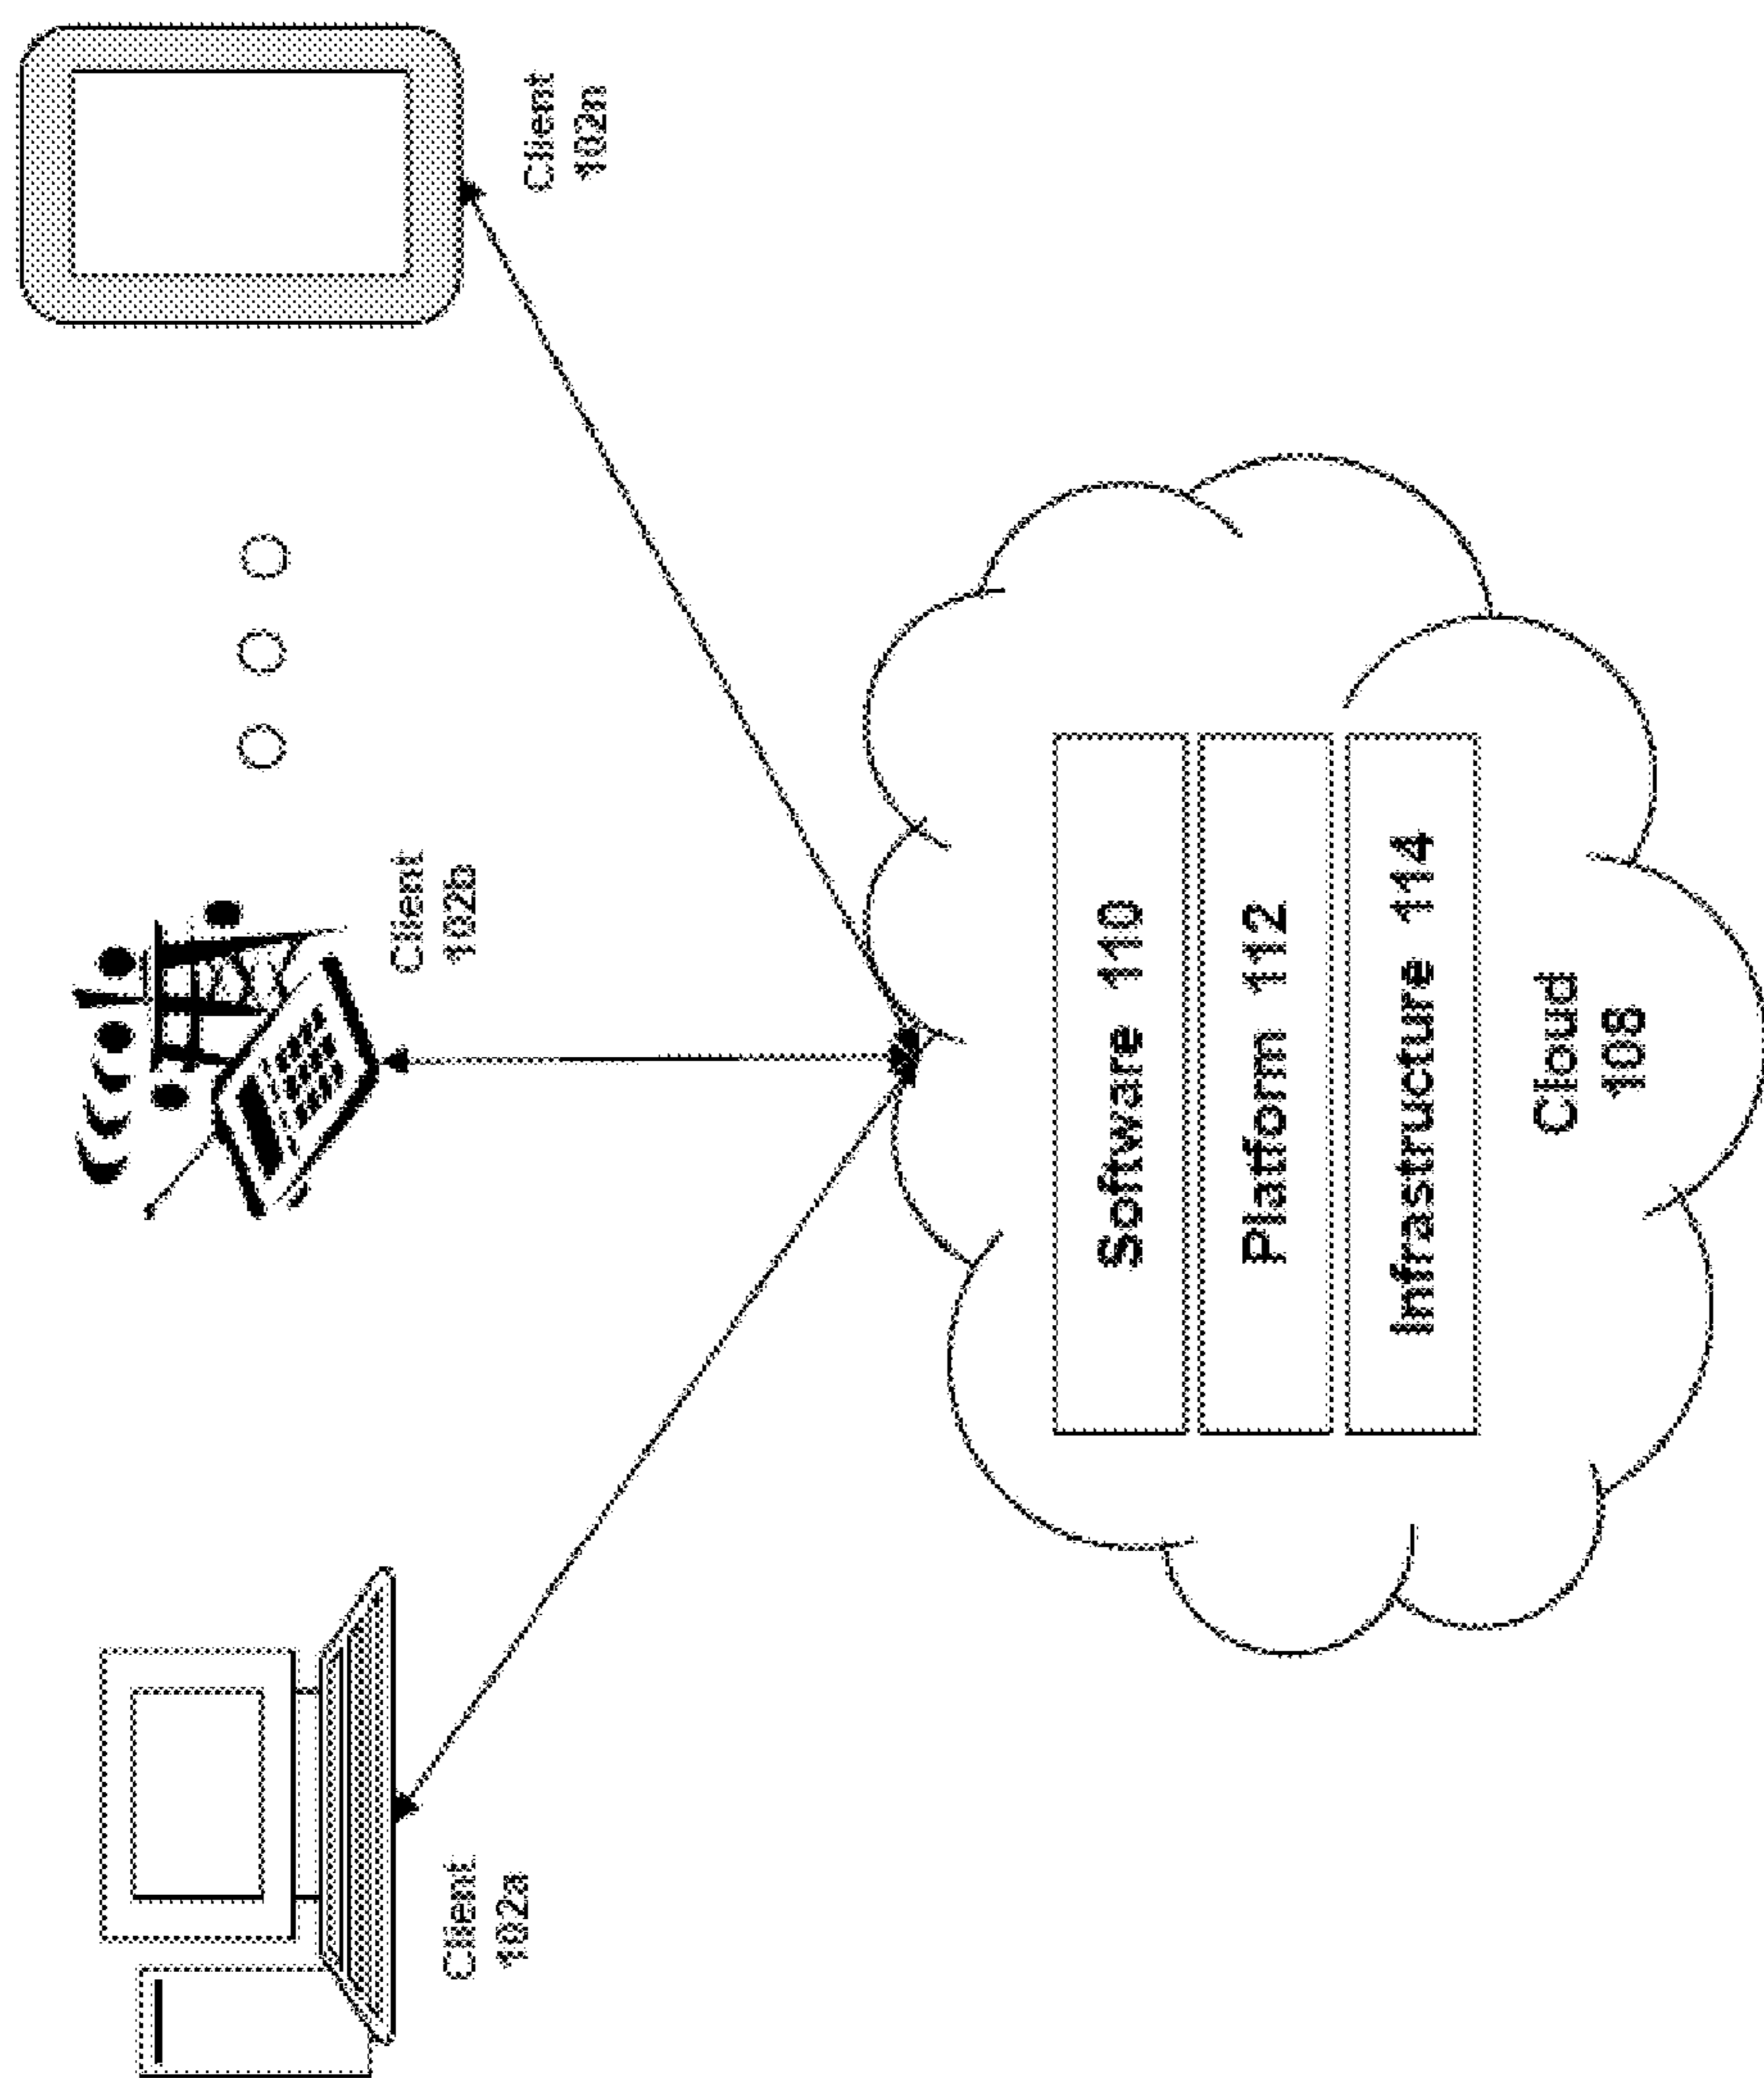 Client
102a
Client
102b
Client
102n
Software 110
Platform 112
Infrastructure 114
Cloud
108